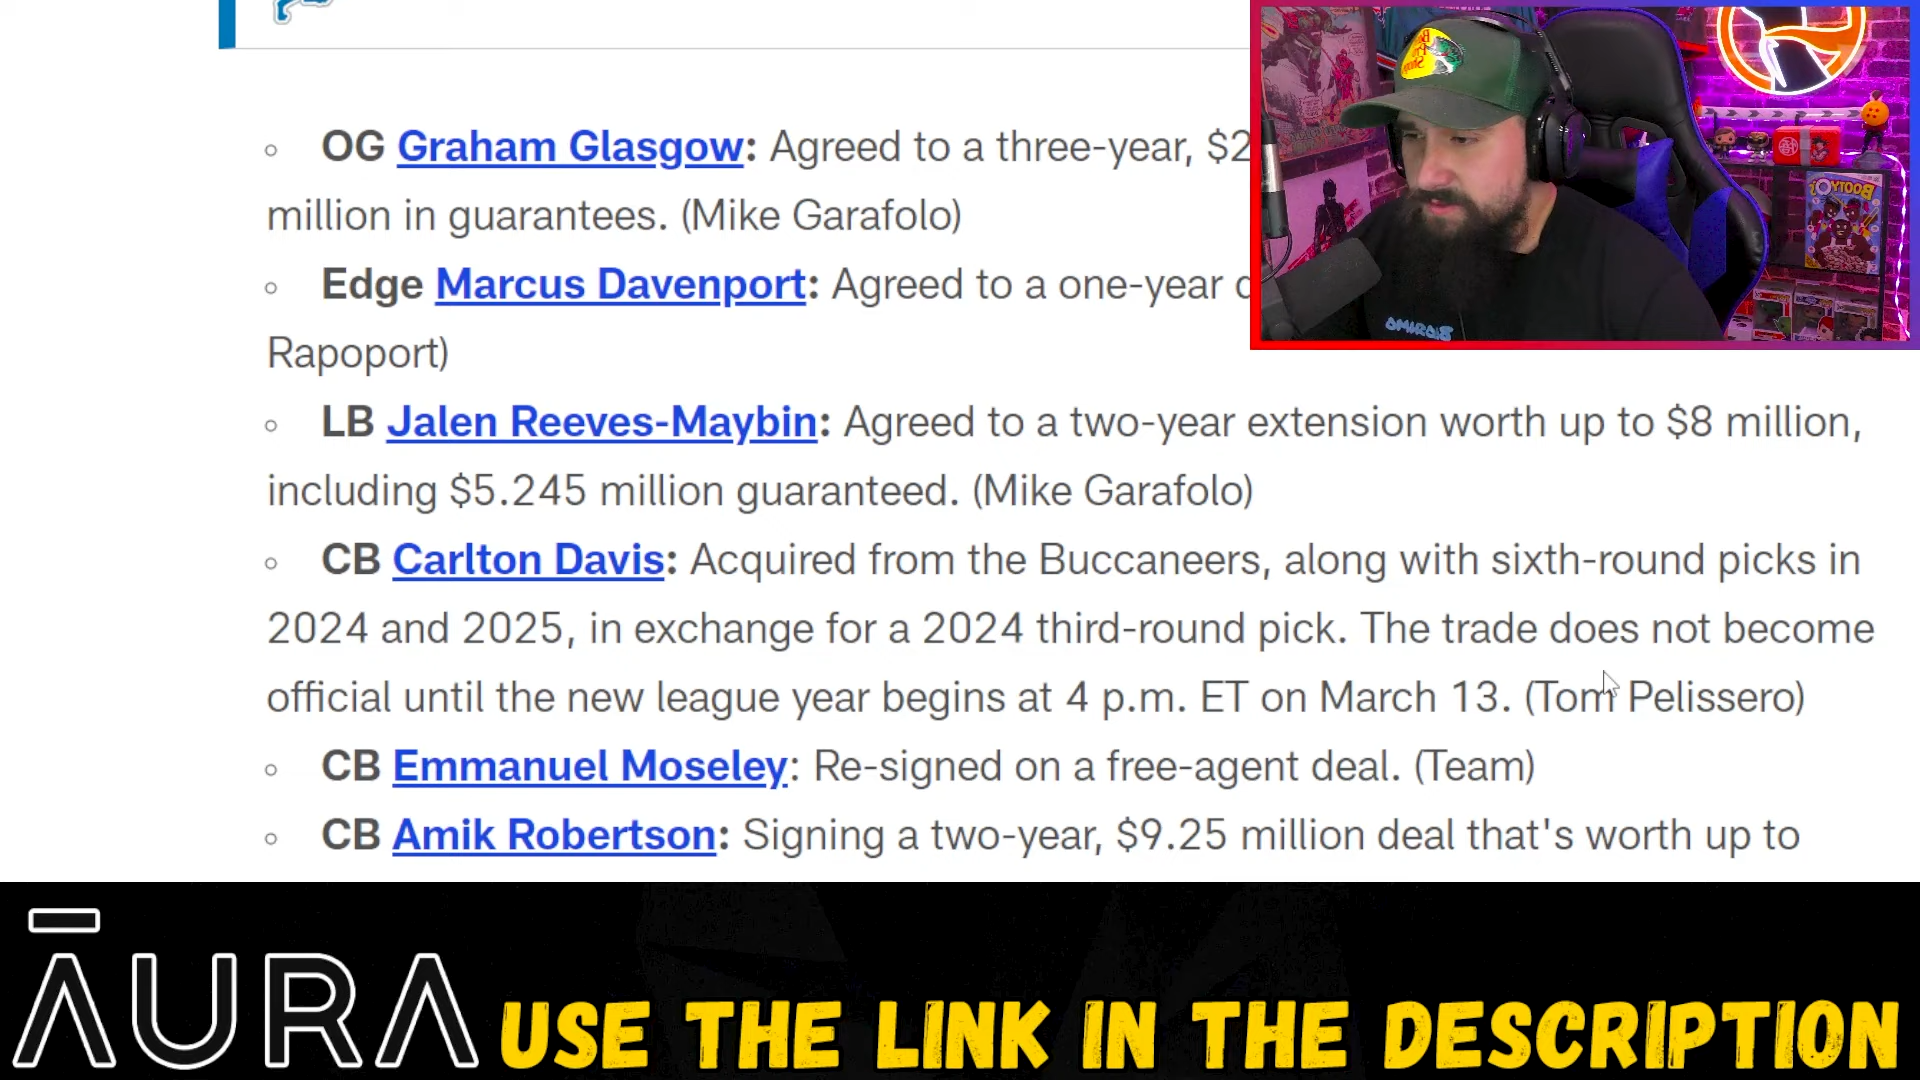 OG Graham Glasgow: Agreed to a three-year, $2
million in guarantees. (Mike Garafolo)
Edge Marcus Davenport: Agreed to a one-year d
Rapoport)
LB Jalen Reeves-Maybin: Agreed to a two-year extension worth up to $8 million,
including $5.245 million guaranteed. (Mike Garafolo)
CB Carlton Davis: Acquired from the Buccaneers, along with sixth-round picks in
2024 and 2025, in exchange for a 2024 third-round pick. The trade does not become
official until the new league year begins at 4 p.m. ET on March 13. (Tom Pelissero)
CB Emmanuel Moseley: Re-signed on a free-agent deal. (Team)
CB Amik Robertson: Signing a two-year, $9.25 million deal that's worth up to
Bass Pro Shops
BOOTY O's
ĀURA
USE THE LINK IN THE DESCRIPTION